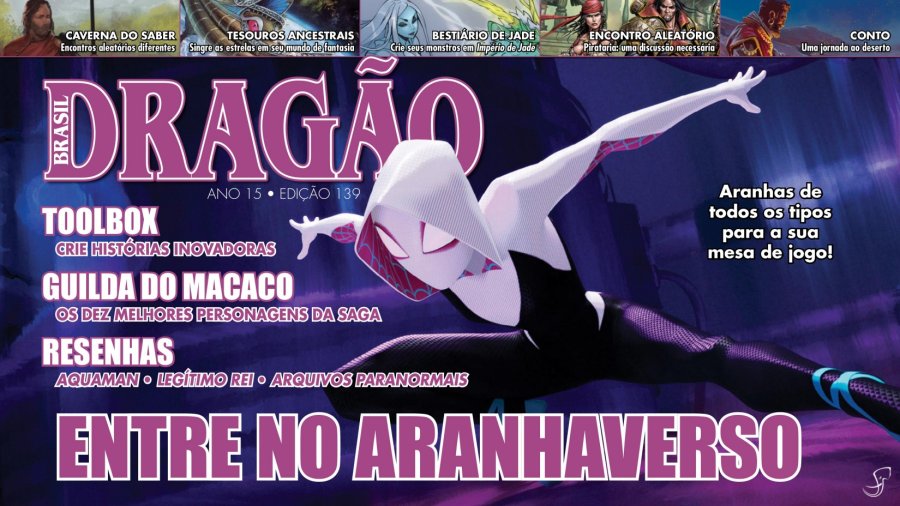 CAVERNA DO SABER
Encontros aleatórios diferentes
TESOUROS ANCESTRAIS
Singre as estrelas em seu mundo de fantasia
BESTIÁRIO DE JADE
Crie seus monstros em Império de Jade
ENCONTRO ALEATÓRIO
Pirataria: uma discussão necessária
CONTO
Uma jornada ao deserto
DRAGÃO
BRASIL
ANO 15 • EDIÇÃO 139
TOOLBOX
CRIE HISTÓRIAS INOVADORAS
GUILDA DO MACACO
OS DEZ MELHORES PERSONAGENS DA SAGA
RESENHAS
AQUAMAN • LEGÍTIMO REI • ARQUIVOS PARANORMAIS
Aranhas de
todos os tipos
para a sua
mesa de jogo!
ENTRE NO ARANHAVERSO